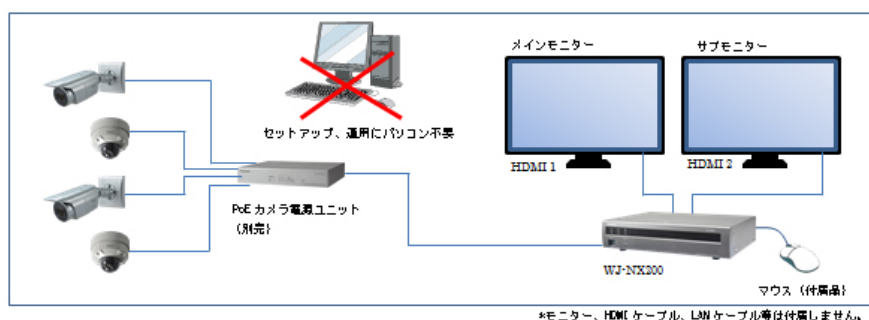 メインモニター
サブモニター
セットアップ、運用にパソコン不要
HDMI 1
HDMI 2
PoE カメラ電源ユニット
（別売）
WJ-NX200
マウス（付属品）
*モニター、HDMI ケーブル、LAN ケーブル等は付属しません。